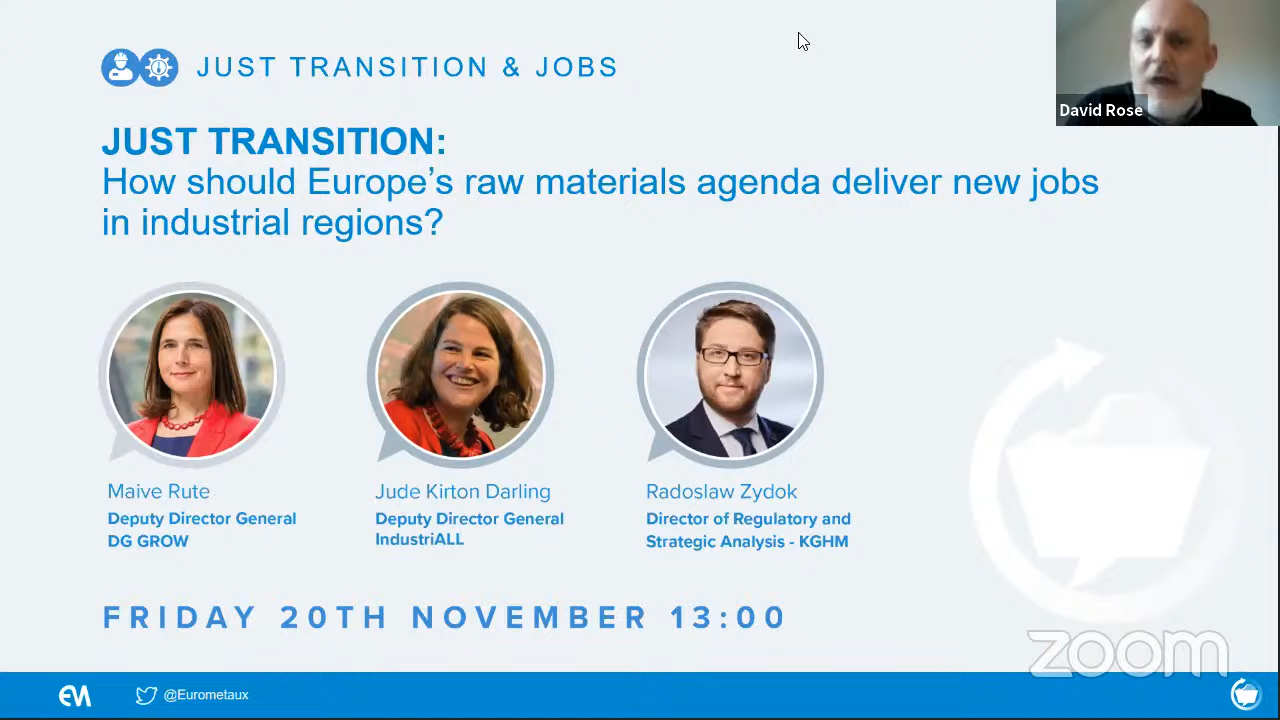 JUST TRANSITION & JOBS
David Rose
JUST TRANSITION:
How should Europe's raw materials agenda deliver new jobs
in industrial regions?
Maive Rute
Deputy Director General
DG GROW
Jude Kirton Darling
Deputy Director General
IndustriALL
Radoslaw Zydok
Director of Regulatory and
Strategic Analysis - KGHM
FRIDAY 20TH NOVEMBER 13:00
zoom
EM
@Eurometaux